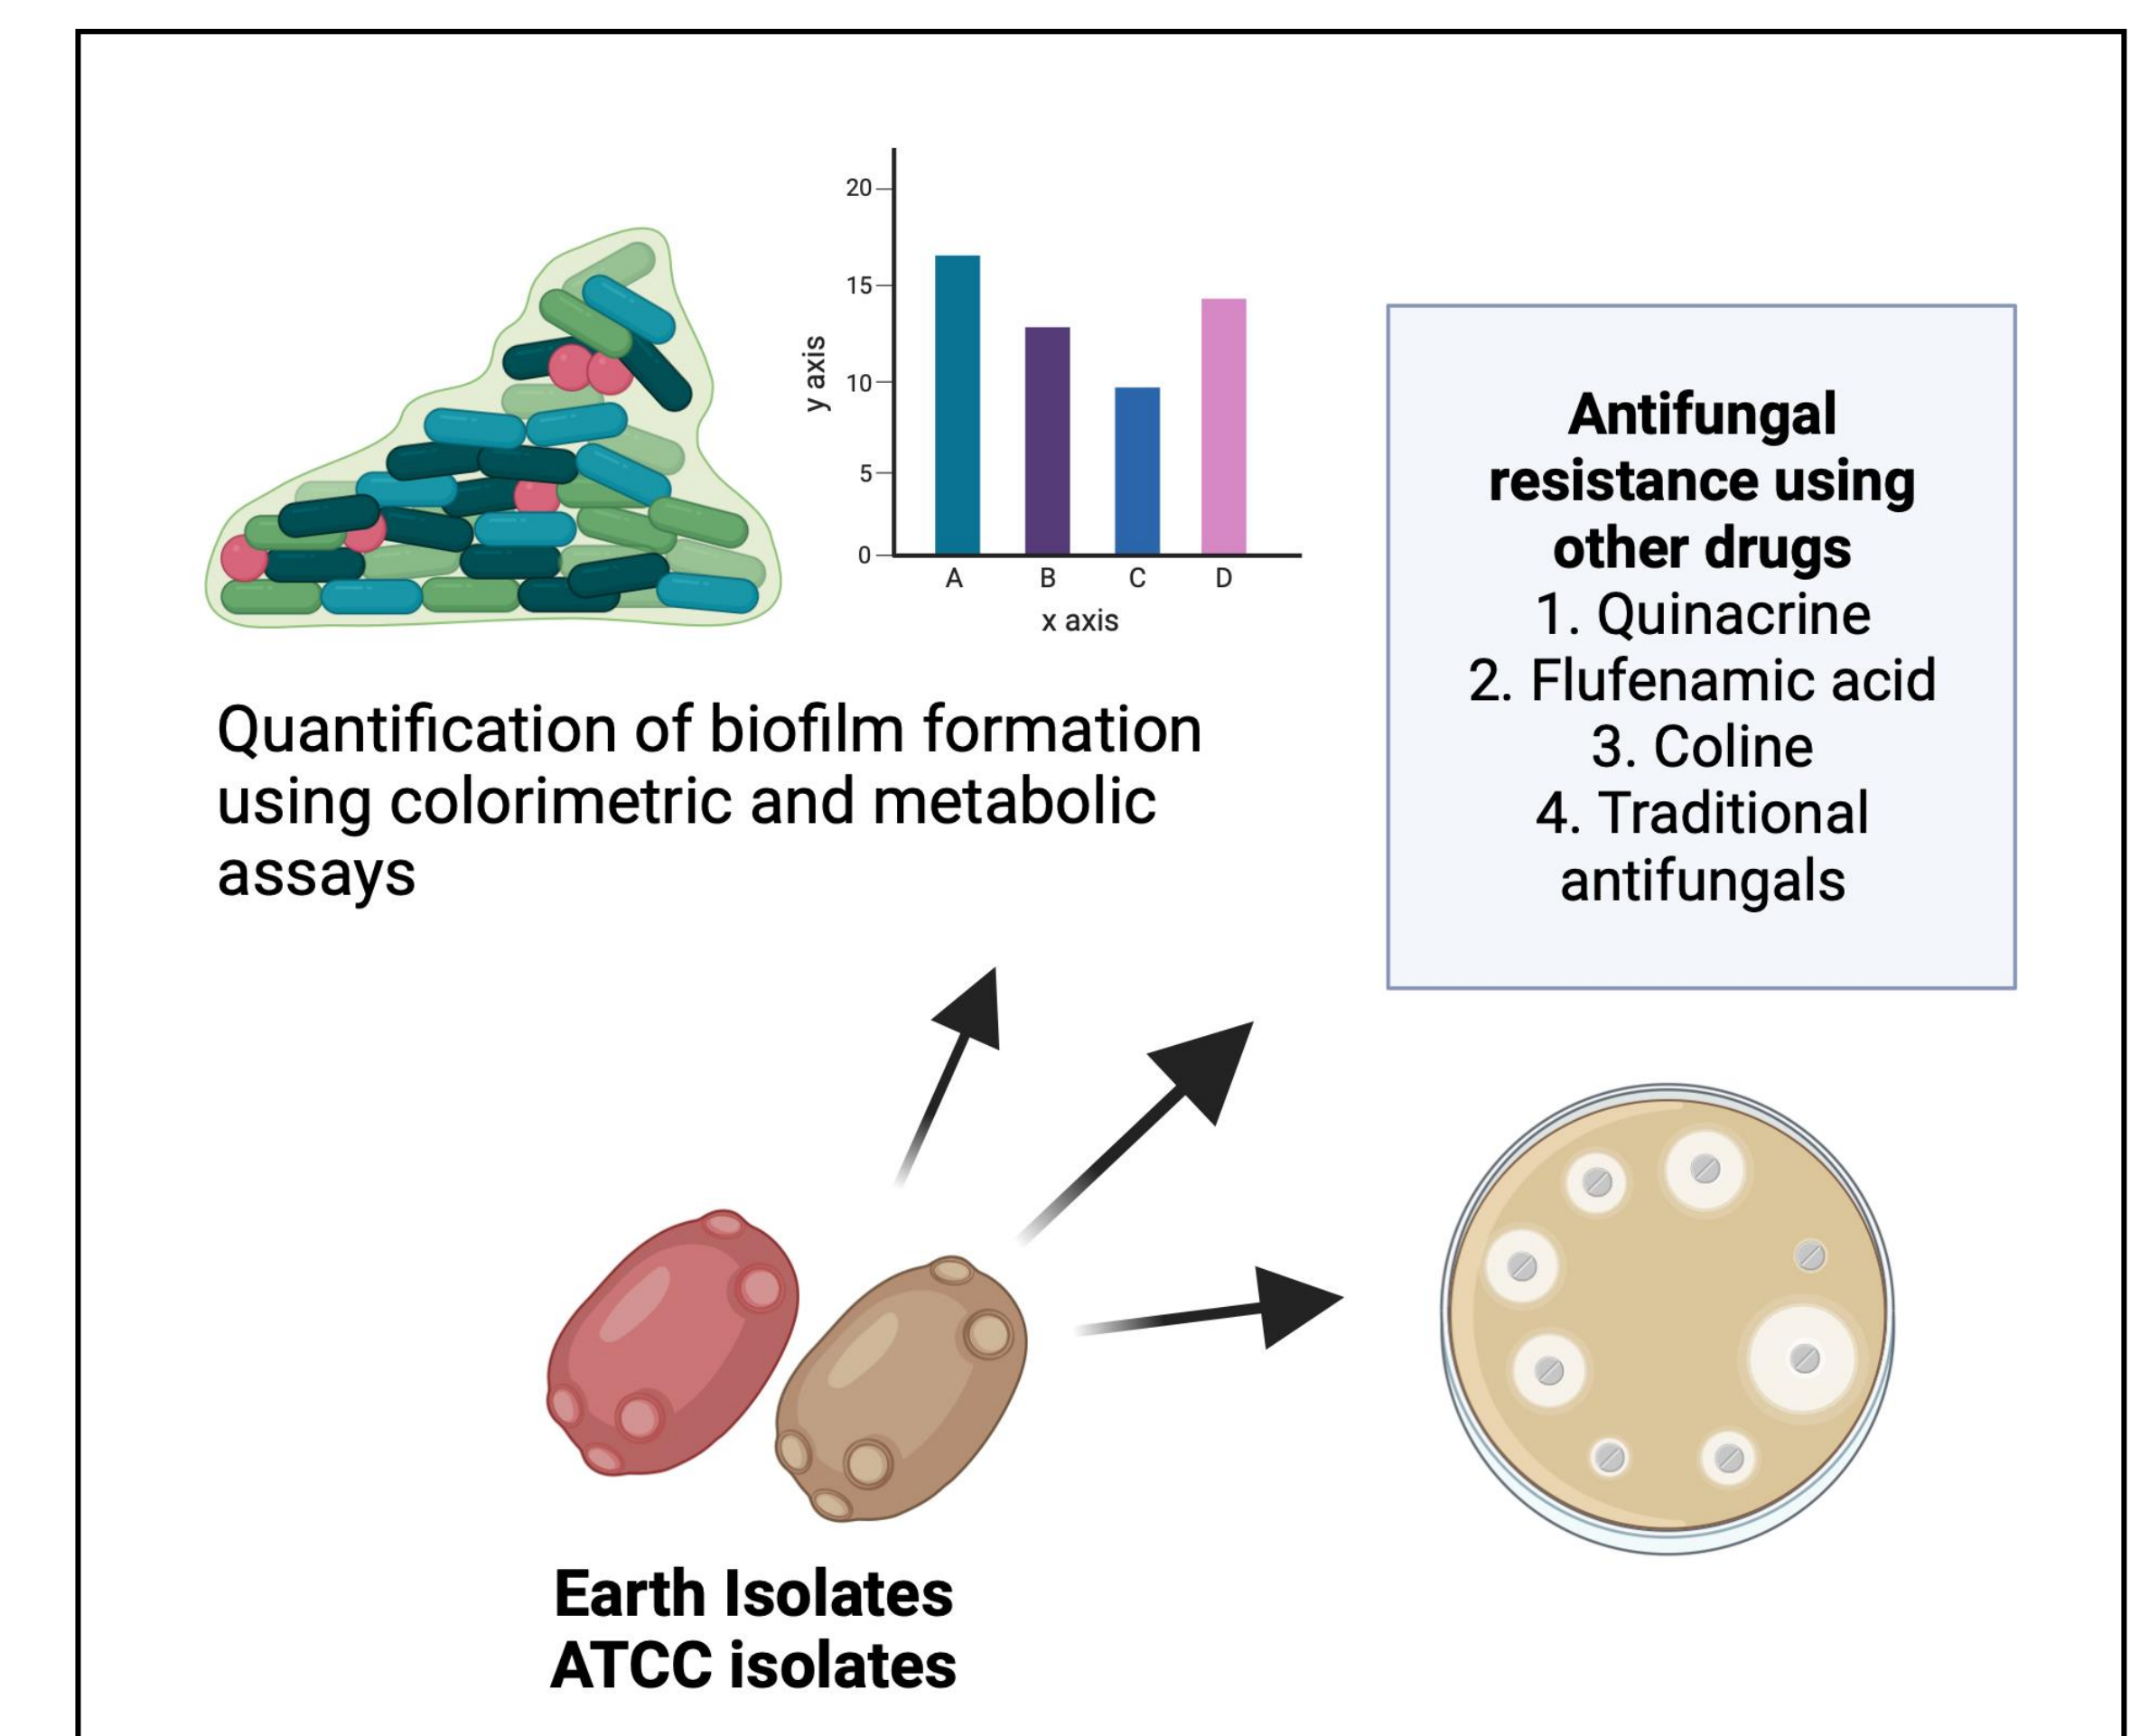 20
15
10
5
0
y axis
A B C D
x axis
Quantification of biofilm formation
using colorimetric and metabolic
assays
Antifungal
resistance using
other drugs
1. Quinacrine
2. Flufenamic acid
3. Coline
4. Traditional
antifungals
Earth Isolates
ATCC isolates